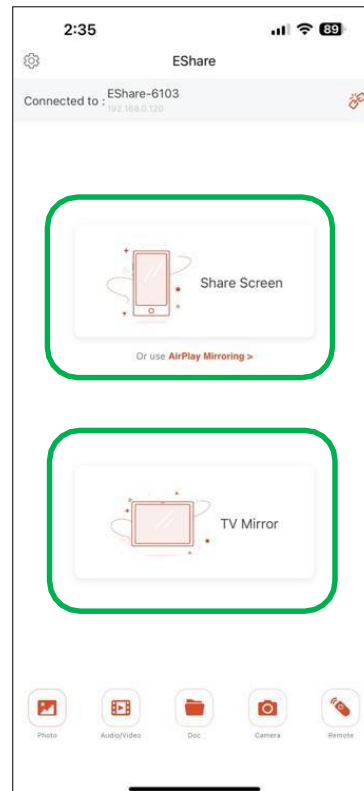 2:35
89
EShare
Connected to : EShare-6103
192.168.0.120
Share Screen
Or use AirPlay Mirroring >
TV Mirror
Photo
Audio/Video
Doc
Camera
Remote